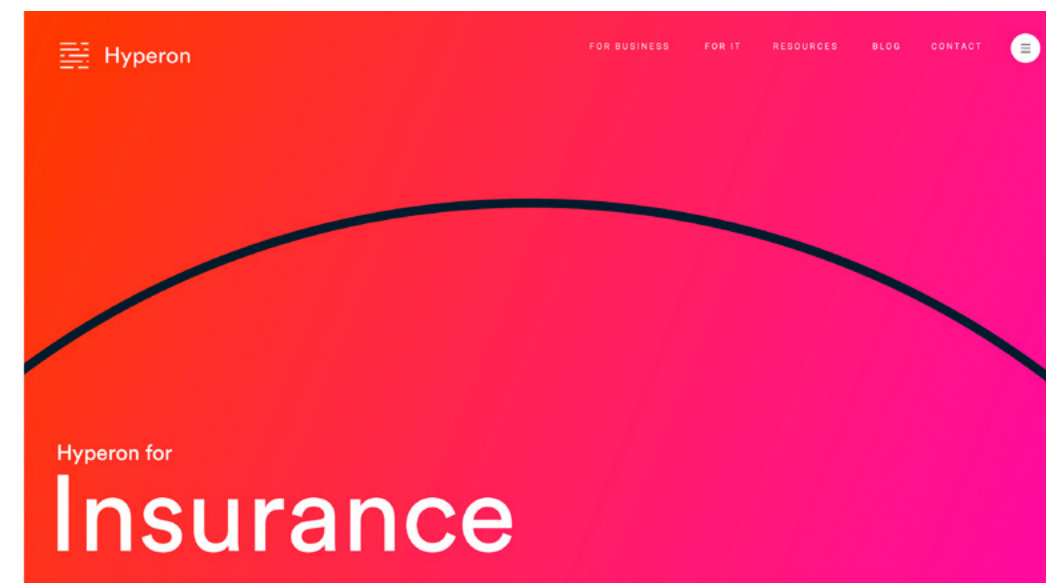 Hyperon
FOR BUSINESS FOR IT RESOURCES BLOG CONTACT
Hyperon for
Insurance